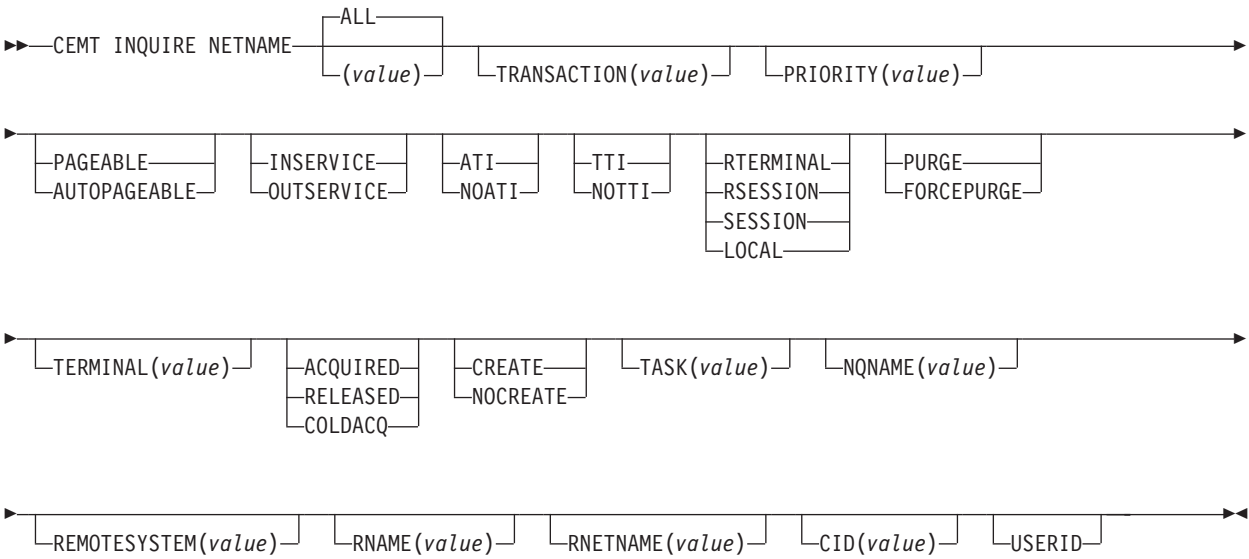 ALL
CEMT INQUIRE NETNAME
(value) TRANSACTION(value) PRIORITY(value)
PAGEABLE INSERVICE ATI TTI RTERMINAL PURGE
AUTOPAGEABLE OUTSERVICE NOATI NOTTI RSESSION FORCEPURGE
SESSION
LOCAL
TERMINAL(value) ACQUIRED CREATE TASK(value) NQNAME(value)
RELEASED NOCREATE
COLDACQ
REMOTESYSTEM(value) RNAME(value) RNETNAME(value) CID(value) USERID